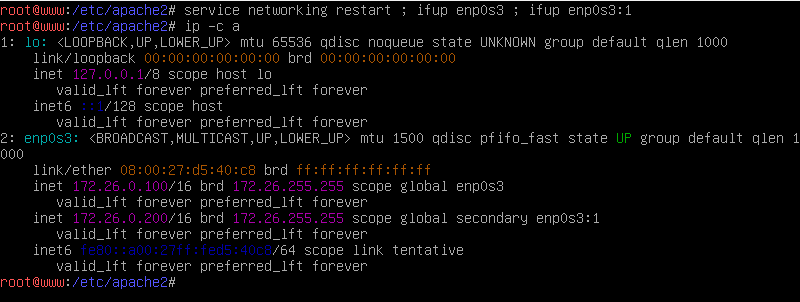 root@www:/etc/apache2# service networking restart ; ifup enp0s3 ; ifup enp0s3:1
root@www:/etc/apache2# ip -c a
1: lo: <LOOPBACK,UP,LOWER_UP> mtu 65536 qdisc noqueue state UNKNOWN group default qlen 1000
    link/loopback 00:00:00:00:00:00 brd 00:00:00:00:00:00
    inet 127.0.0.1/8 scope host lo
       valid_lft forever preferred_lft forever
    inet6 ::1/128 scope host
       valid_lft forever preferred_lft forever
2: enp0s3: <BROADCAST,MULTICAST,UP,LOWER_UP> mtu 1500 qdisc pfifo_fast state UP group default qlen 1
000
    link/ether 08:00:27:d5:40:c8 brd ff:ff:ff:ff:ff:ff
    inet 172.26.0.100/16 brd 172.26.255.255 scope global enp0s3
       valid_lft forever preferred_lft forever
    inet 172.26.0.200/16 brd 172.26.255.255 scope global secondary enp0s3:1
       valid_lft forever preferred_lft forever
    inet6 fe80::a00:27ff:fed5:40c8/64 scope link tentative
       valid_lft forever preferred_lft forever
root@www:/etc/apache2#